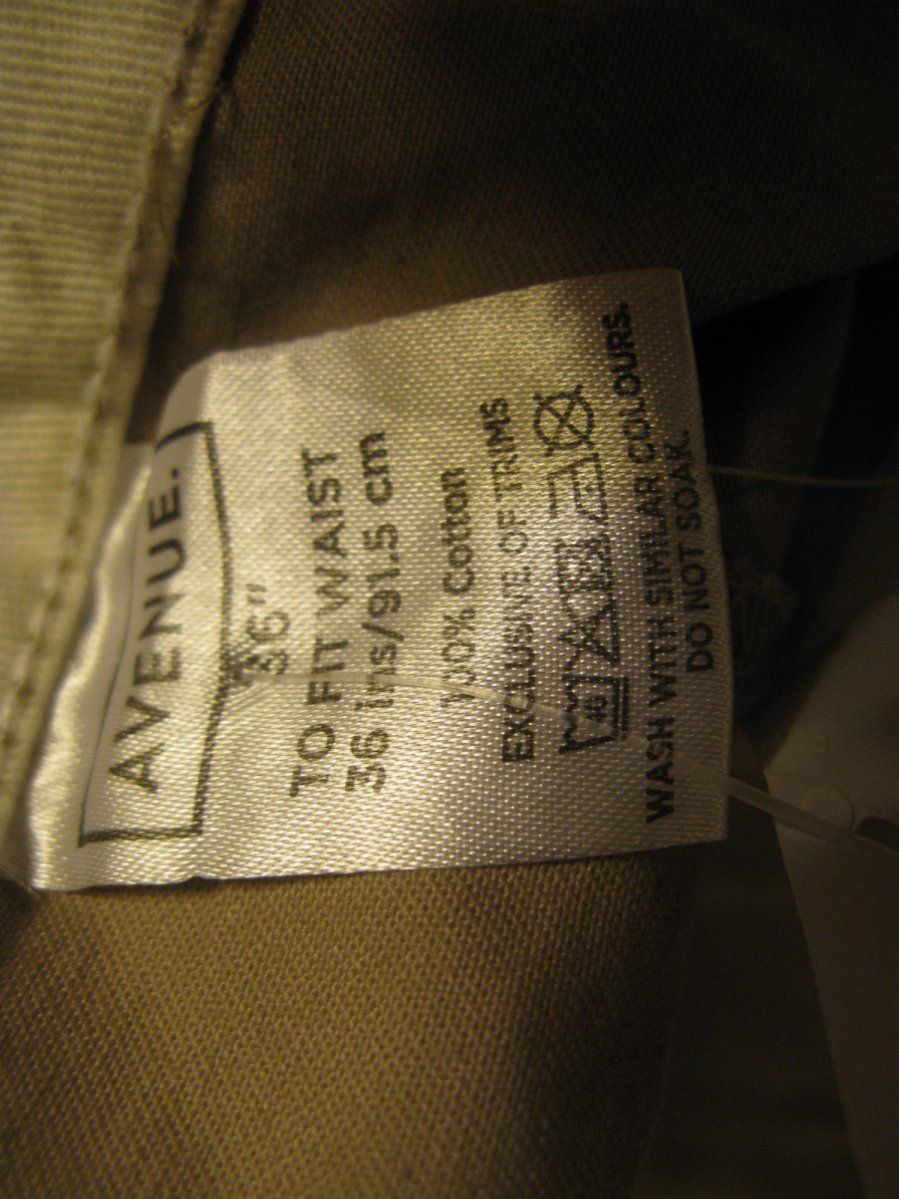 AVENUE.
36"
TO FIT WAIST
36 ins/91.5 cm
100% Cotton
EXCLUSIVE OF TRIMS
40
WASH WITH SIMILAR COLOURS.
DO NOT SOAK